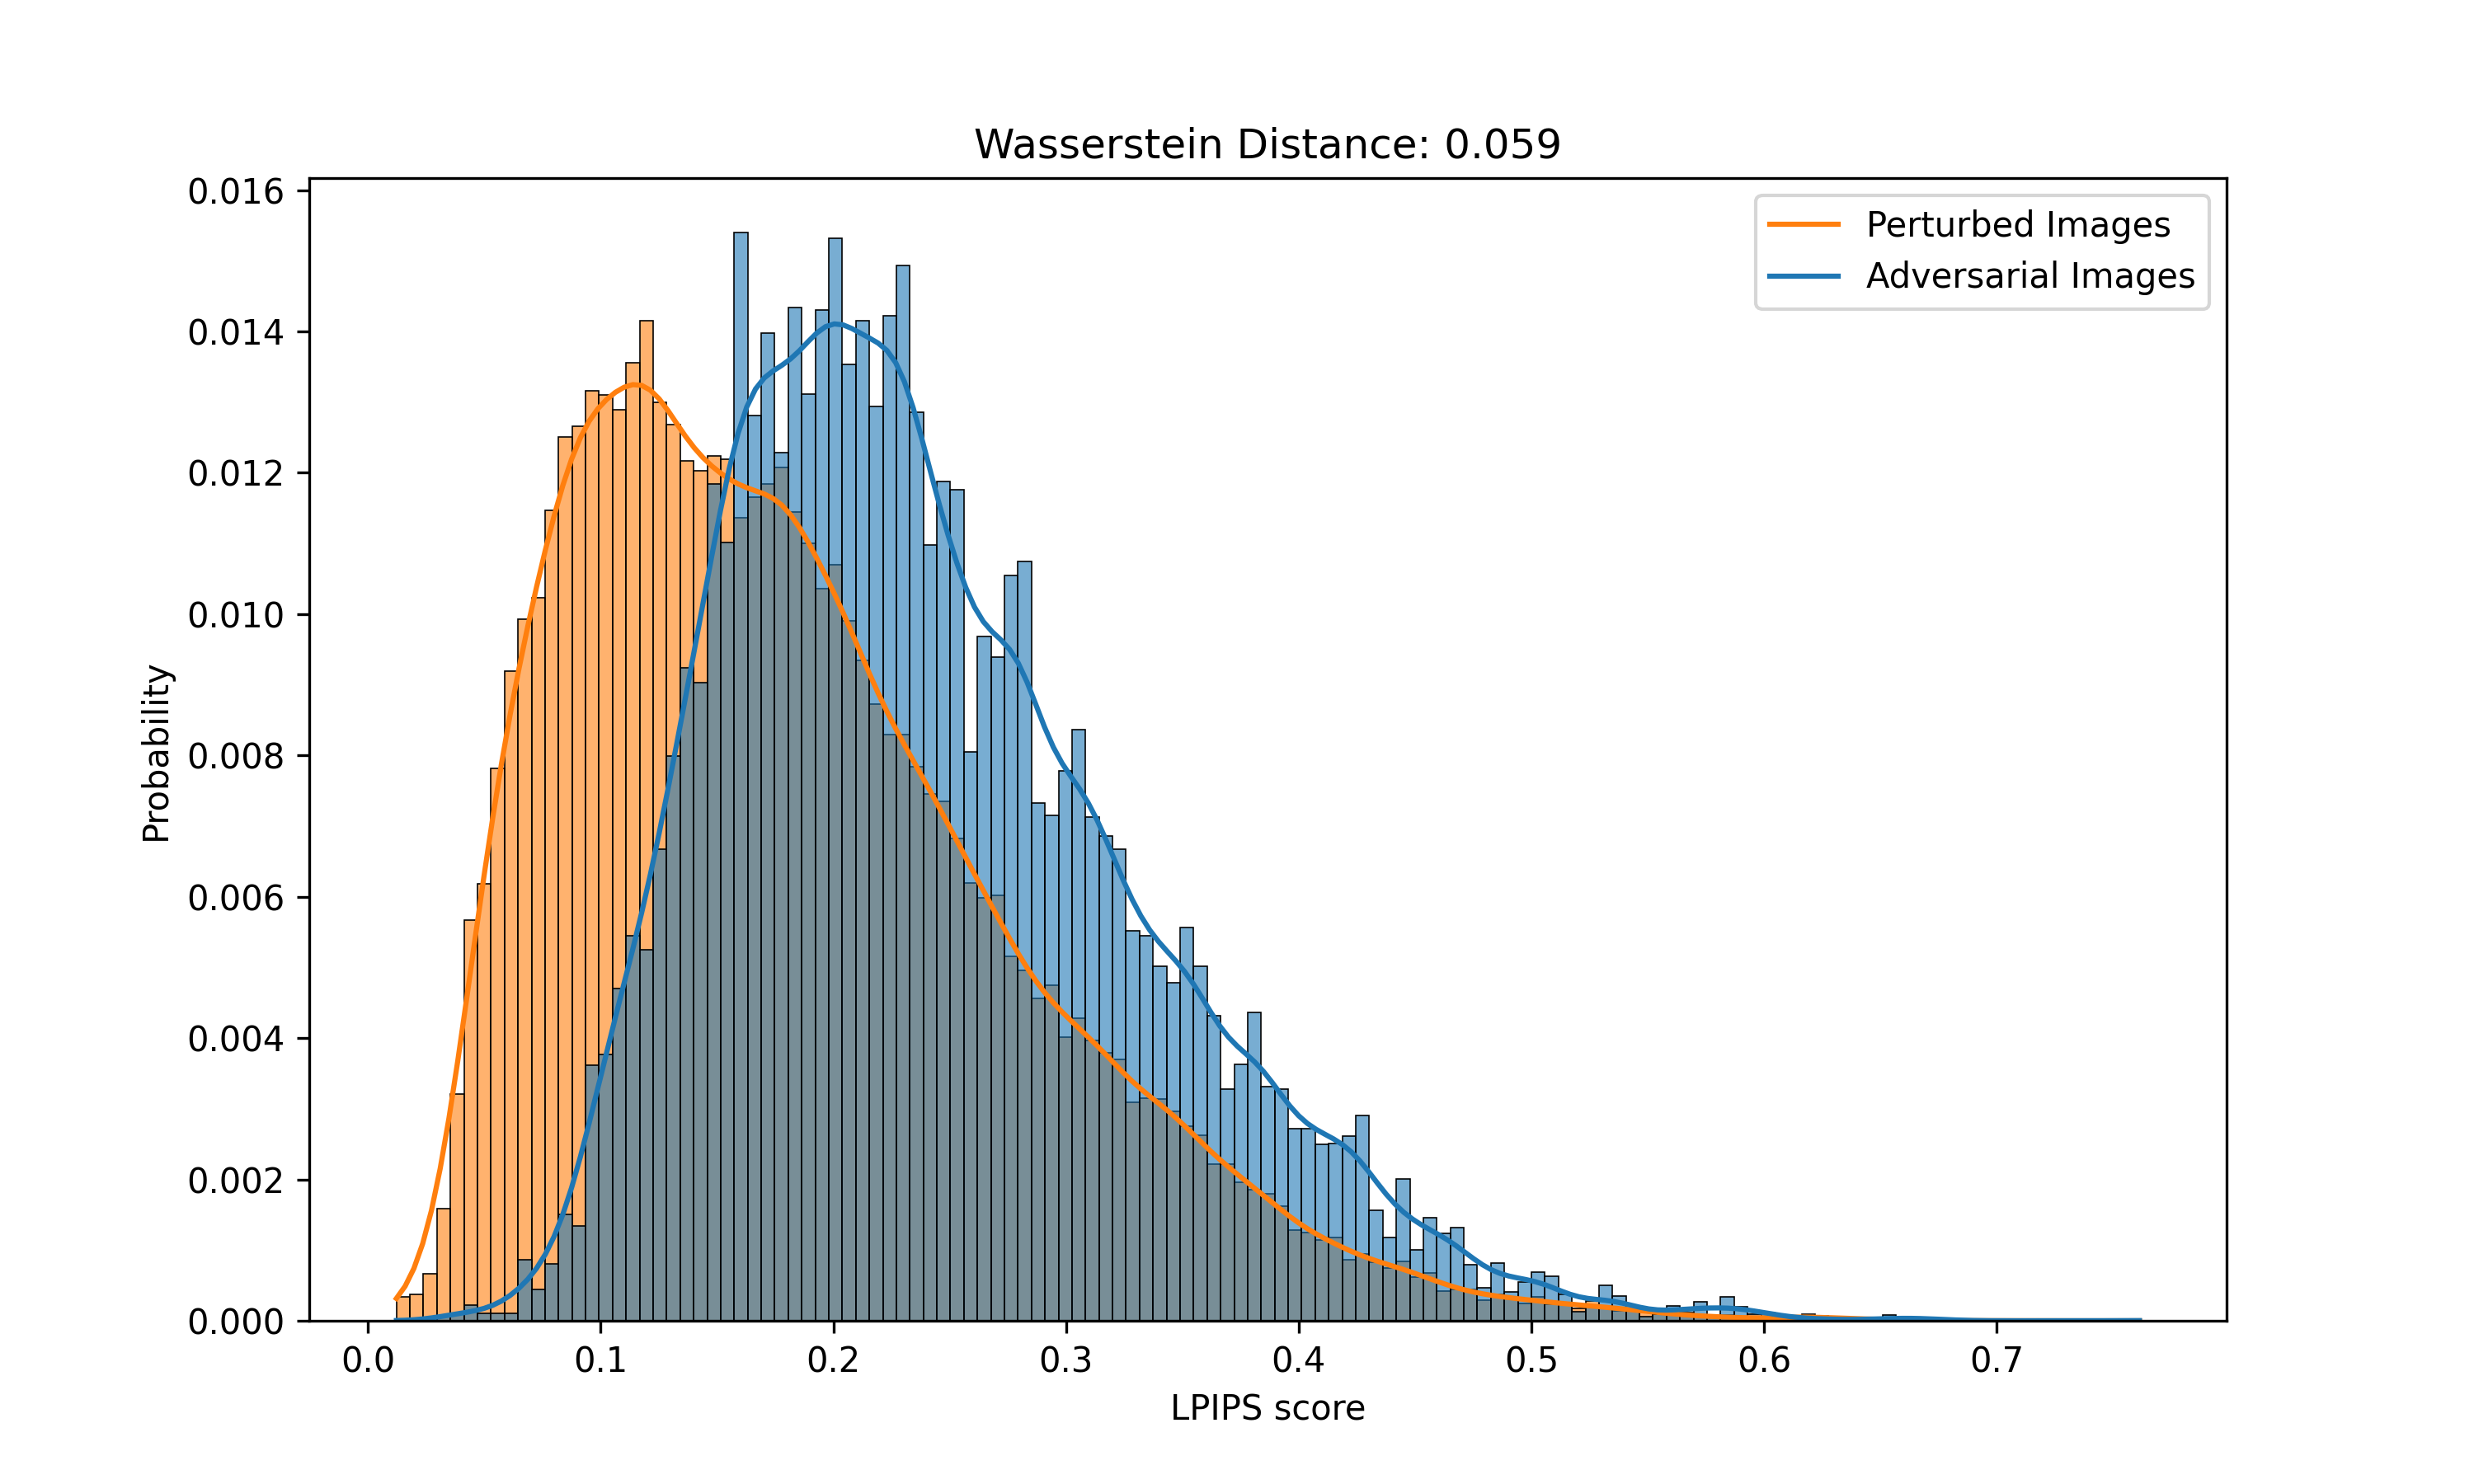 Wasserstein Distance: 0.059
Perturbed Images
Adversarial Images
0.016
0.014
0.012
0.010
0.008
0.006
0.004
0.002
0.000
Probability
0.0 0.1 0.2 0.3 0.4 0.5 0.6 0.7
LPIPS score